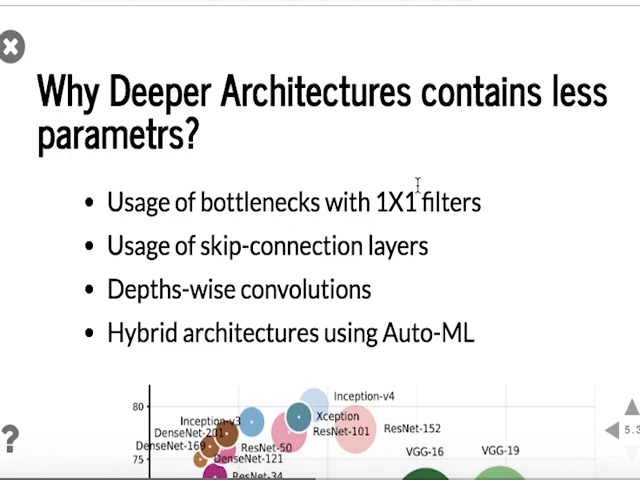 Why Deeper Architectures contains less
parametrs?
• Usage of bottlenecks with 1X1 filters
• Usage of skip-connection layers
• Depths-wise convolutions
• Hybrid architectures using Auto-ML
Inception-v4
80
Xception
Inception-v3
ResNet-101
ResNet-152
DenseNet-201
DenseNet-169
ResNet-50
VGG-16
VGG-19
75
DenseNet-121
ResNet-34
?
5.3